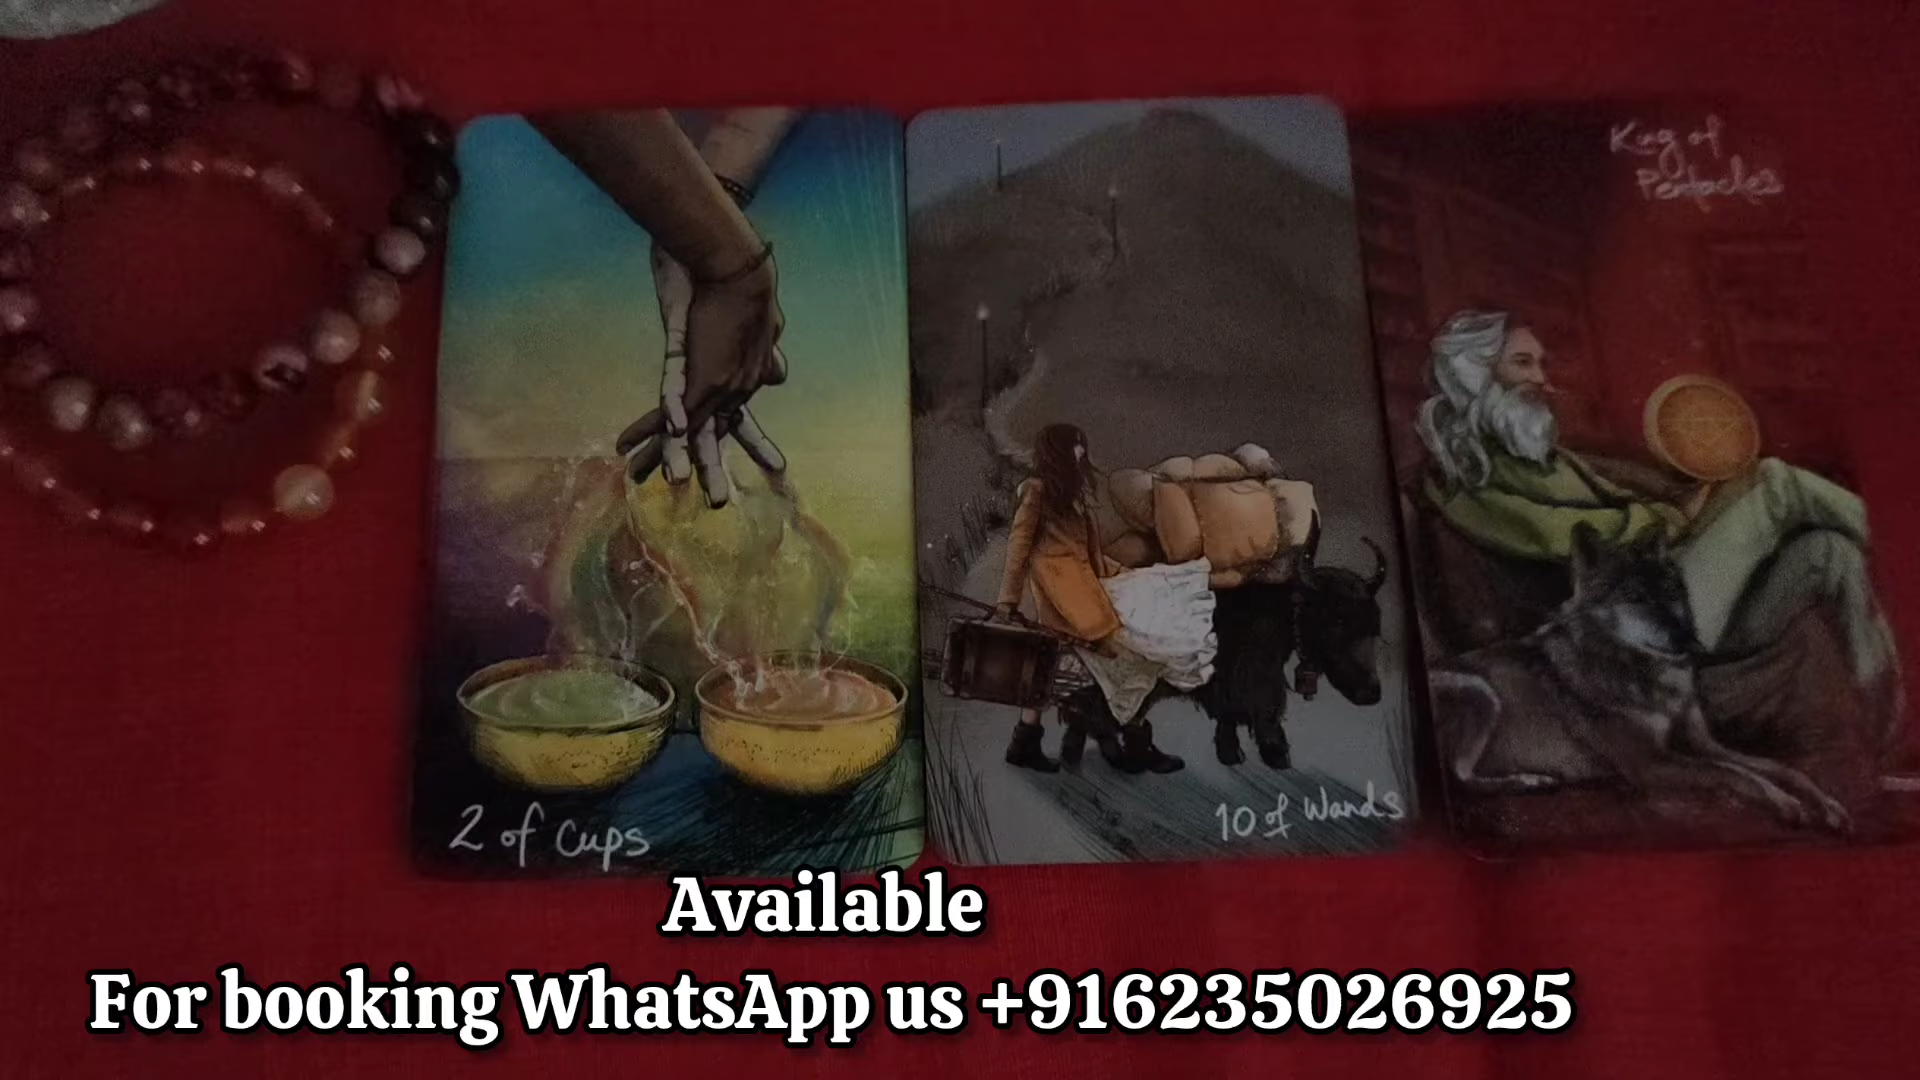 King of
Pentacles
2 of Cups
10 of Wands
Available
For booking WhatsApp us +916235026925